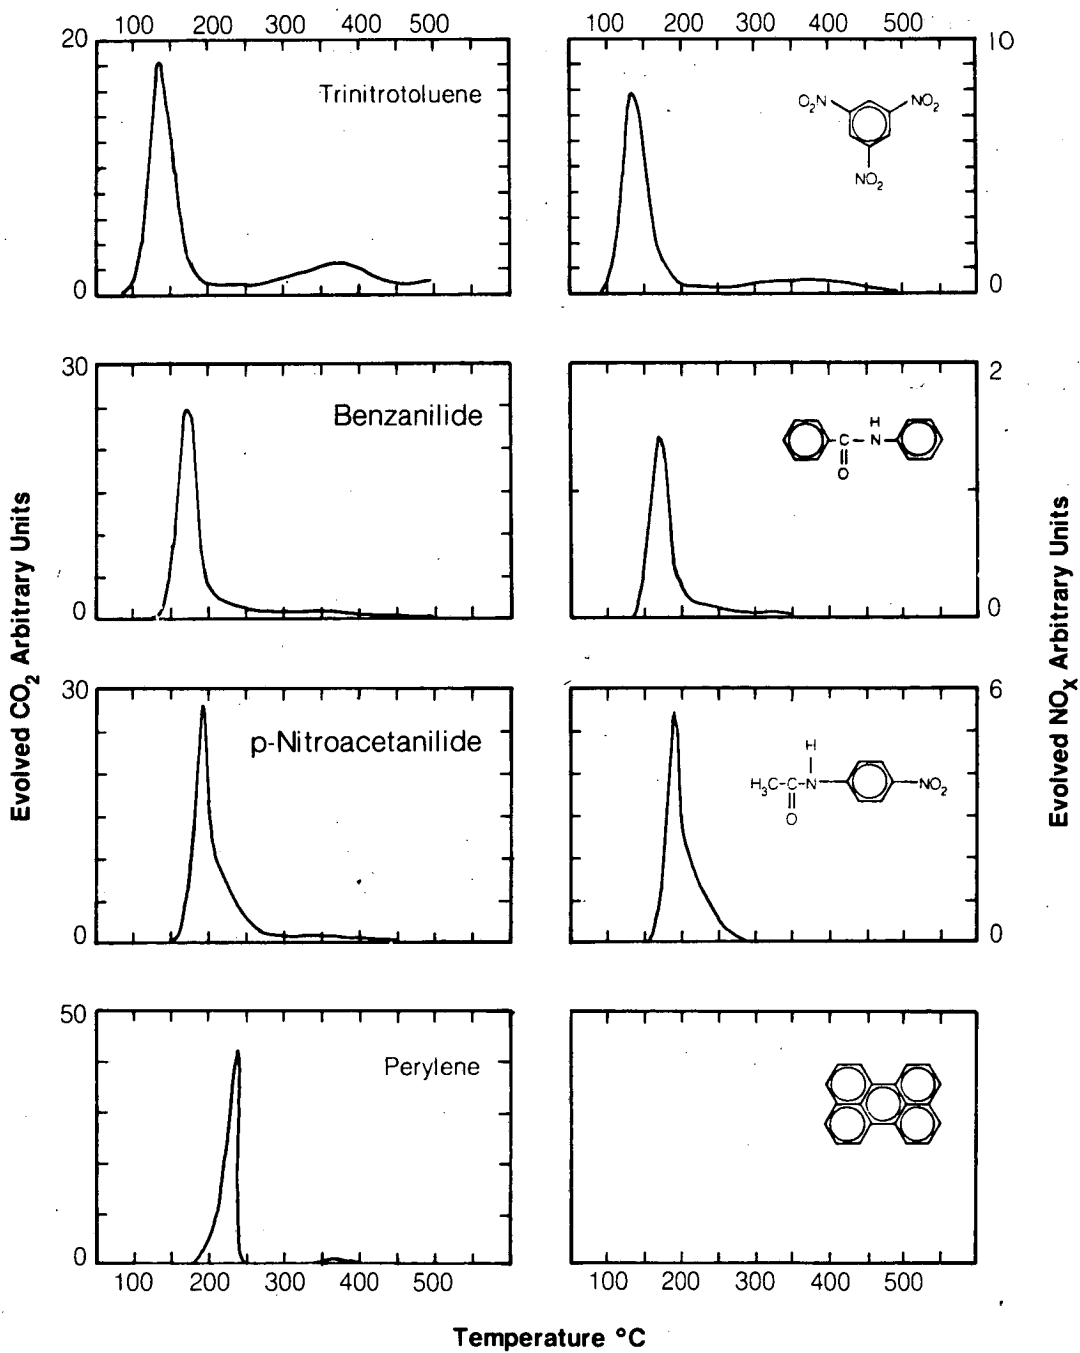 100 200 300 400 500
100 200 300 400 500
20
Trinitrotoluene
0
10
O₂N
NO₂
NO₂
0
30
Benzanilide
0
2
H
C
N
O
0
30
p-Nitroacetanilide
0
6
H
H₃C-C-N
NO₂
O
0
50
Perylene
0
100 200 300 400 500
100 200 300 400 500
Evolved CO₂ Arbitrary Units
Evolved NOX Arbitrary Units
Temperature °C